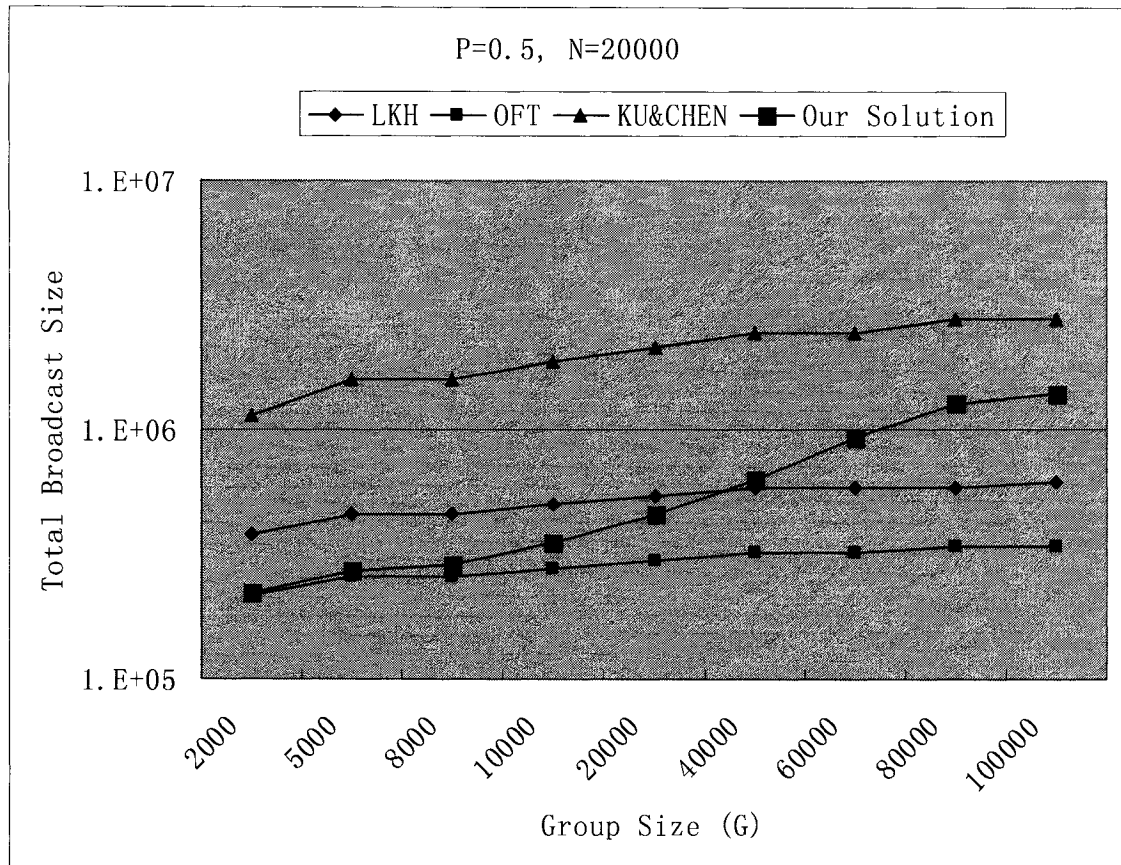 P=0.5, N=20000
LKH OFT KU&CHEN Our Solution
1.E+07
1.E+06
1.E+05
Total Broadcast Size
2000 5000 8000 10000 20000 40000 60000 80000 100000
Group Size (G)